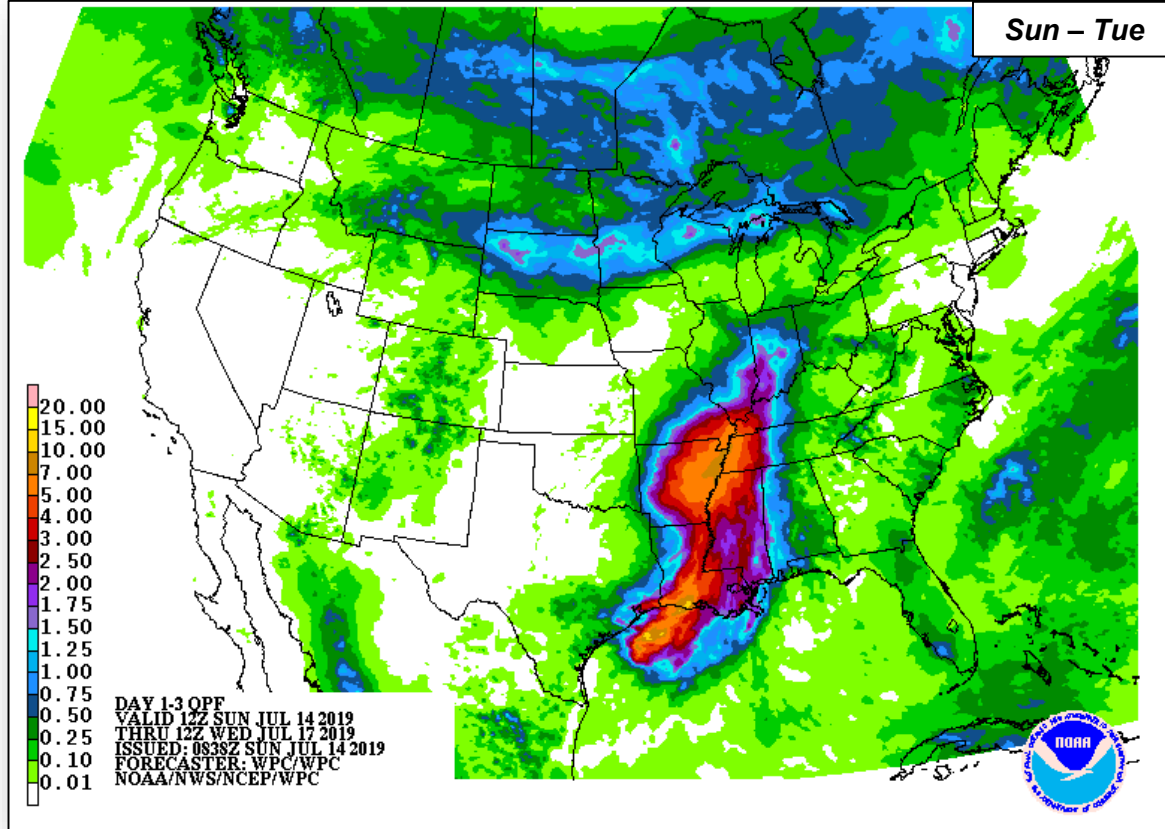 Sun – Tue
20.00
15.00
10.00
7.00
5.00
4.00
3.00
2.50
2.00
1.75
1.50
1.25
1.00
0.75
0.50
0.25
0.10
0.01
DAY 1-3 QPF
VALID 12Z SUN JUL 14 2019
THRU 12Z WED JUL 17 2019
ISSUED: 0838Z SUN JUL 14 2019
FORECASTER: WPC/WPC
NOAA/NWS/NCEP/WPC
NOAA